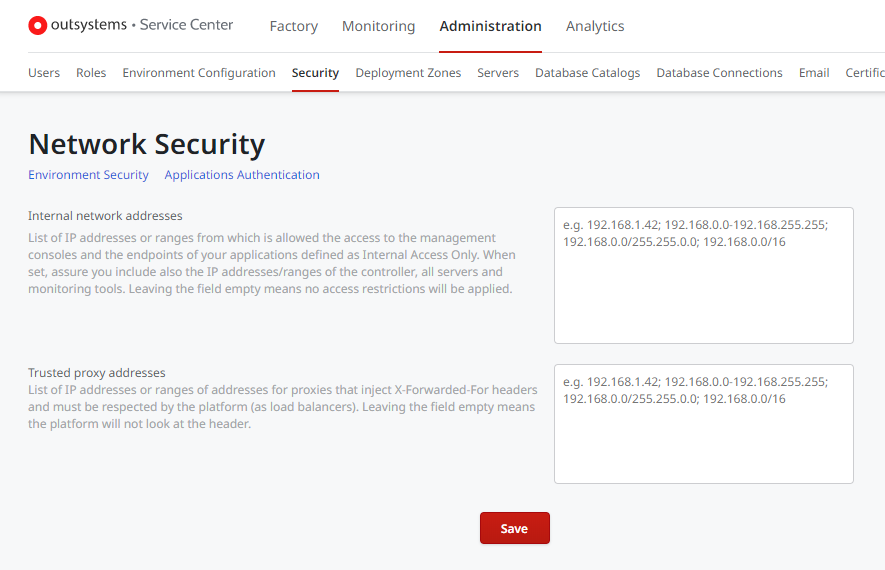 outsystems • Service Center
Factory
Monitoring
Administration
Analytics
Users
Roles
Environment Configuration
Security
Deployment Zones
Servers
Database Catalogs
Database Connections
Email
Certific
Network Security
Environment Security
Applications Authentication
Internal network addresses
List of IP addresses or ranges from which is allowed the access to the management
consoles and the endpoints of your applications defined as Internal Access Only. When
set, assure you include also the IP addresses/ranges of the controller, all servers and
monitoring tools. Leaving the field empty means no access restrictions will be applied.
e.g. 192.168.1.42; 192.168.0.0-192.168.255.255;
192.168.0.0/255.255.0.0; 192.168.0.0/16
Trusted proxy addresses
List of IP addresses or ranges of addresses for proxies that inject X-Forwarded-For headers
and must be respected by the platform (as load balancers). Leaving the field empty means
the platform will not look at the header.
e.g. 192.168.1.42; 192.168.0.0-192.168.255.255;
192.168.0.0/255.255.0.0; 192.168.0.0/16
Save